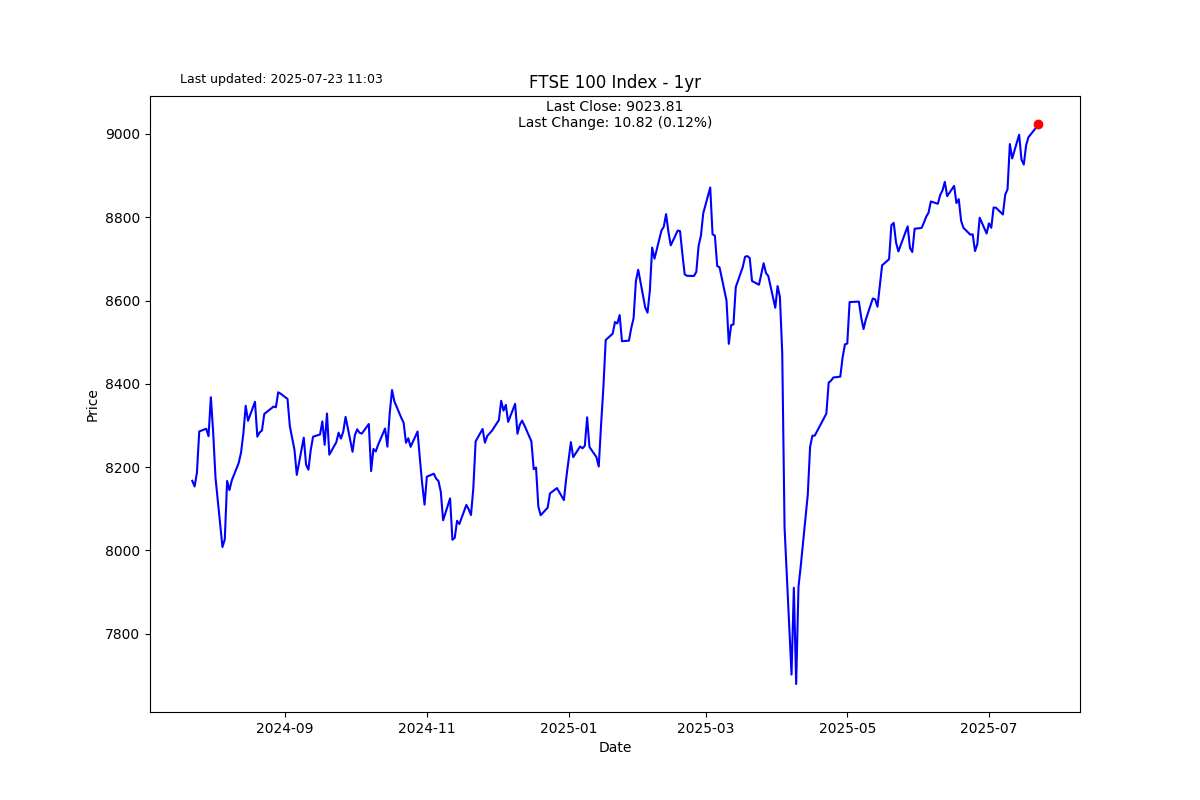 Last updated: 2025-07-23 11:03
FTSE 100 Index - 1yr
Last Close: 9023.81
Last Change: 10.82 (0.12%)
9000
8800
8600
8400
8200
8000
7800
Price
2024-09
2024-11
2025-01
2025-03
2025-05
2025-07
Date